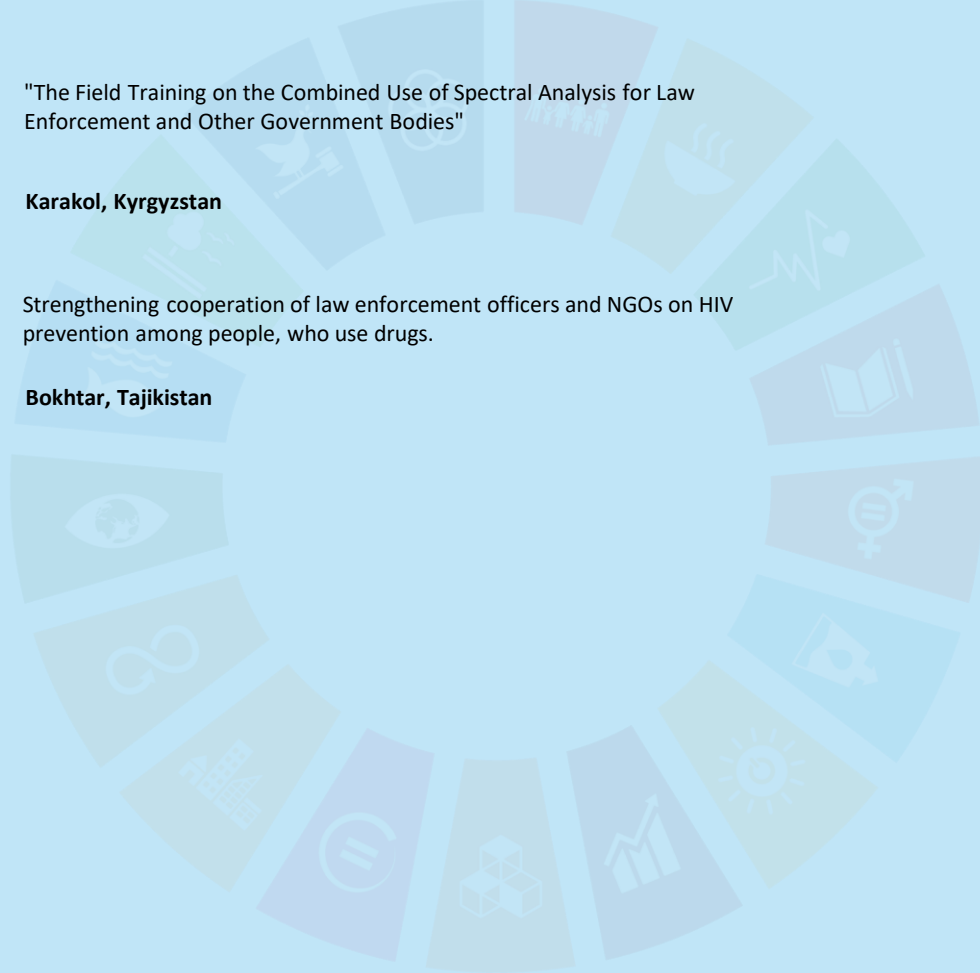 "The Field Training on the Combined Use of Spectral Analysis for Law
Enforcement and Other Government Bodies"
Karakol, Kyrgyzstan
Strengthening cooperation of law enforcement officers and NGOs on HIV
prevention among people, who use drugs.
Bokhtar, Tajikistan